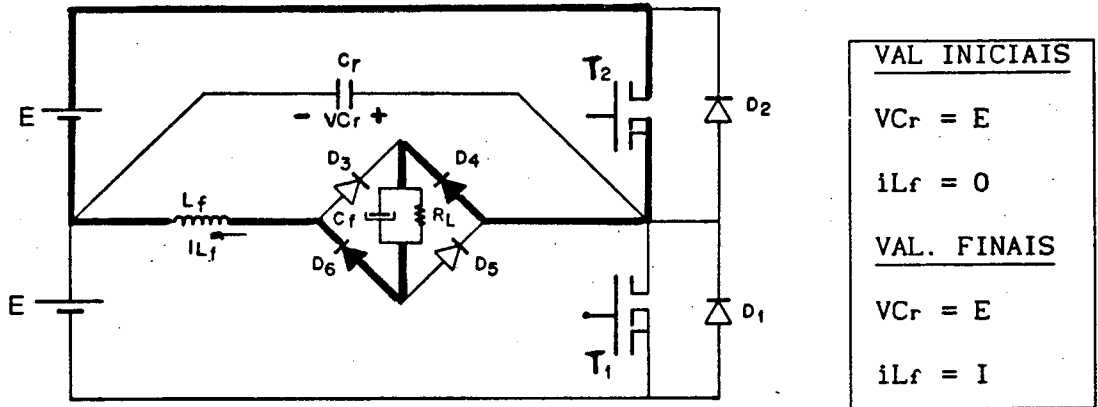 Cr
- VCr +
T2
D2
E
D3
D4
Lf
Cf
RL
ILf
D6
D5
E
T1
D1
VAL INICIAIS
VCr = E
iLf = 0
VAL. FINAIS
VCr = E
iLf = I